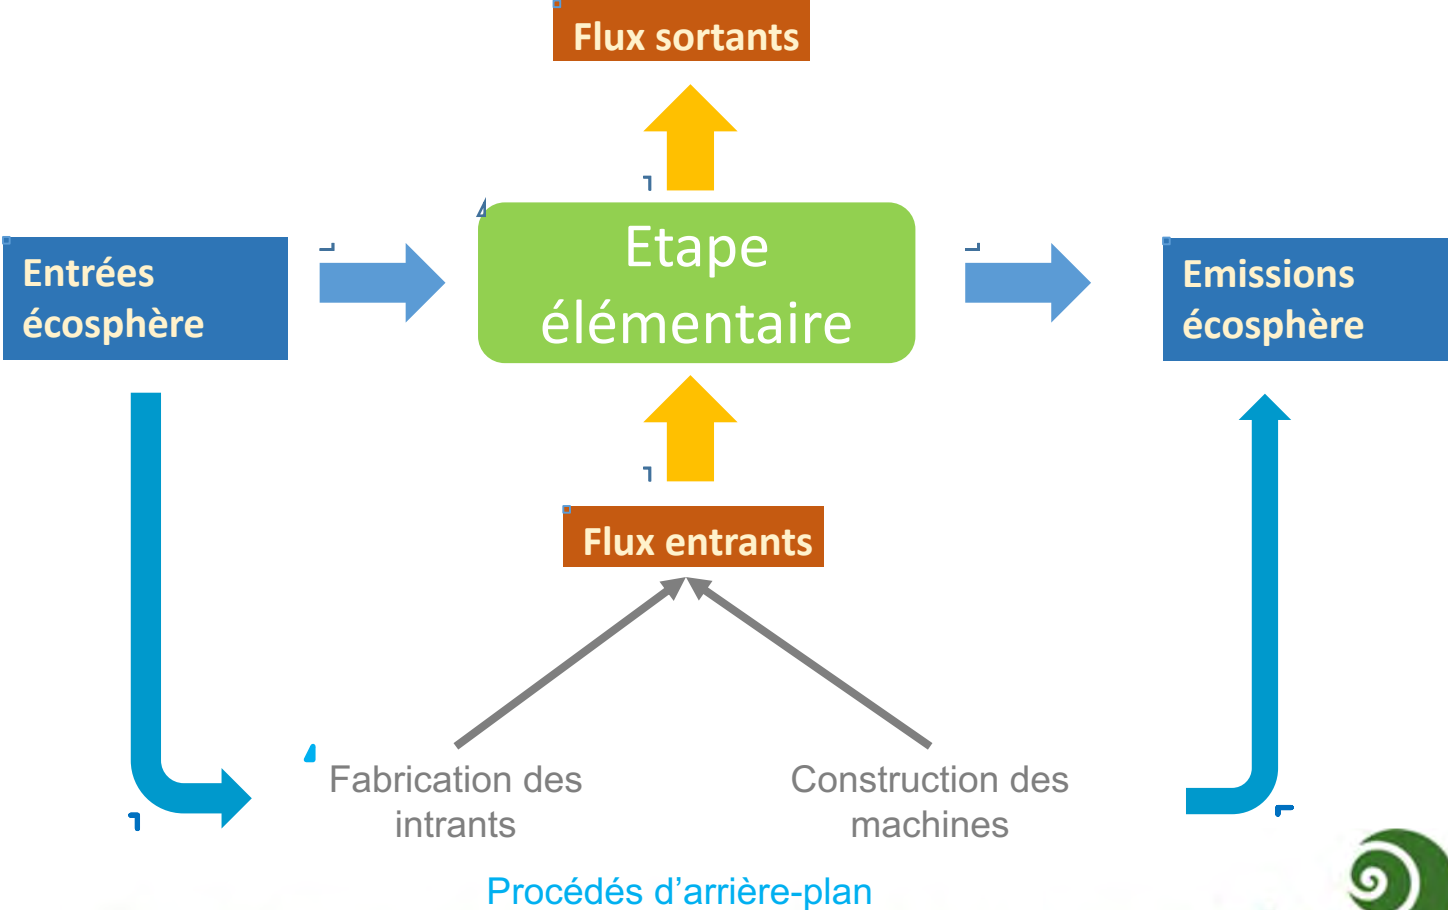 Flux sortants
Etape
élémentaire
Entrées
écosphère
Emissions
écosphère
Flux entrants
Fabrication des
intrants
Construction des
machines
Procédés d’arrière-plan